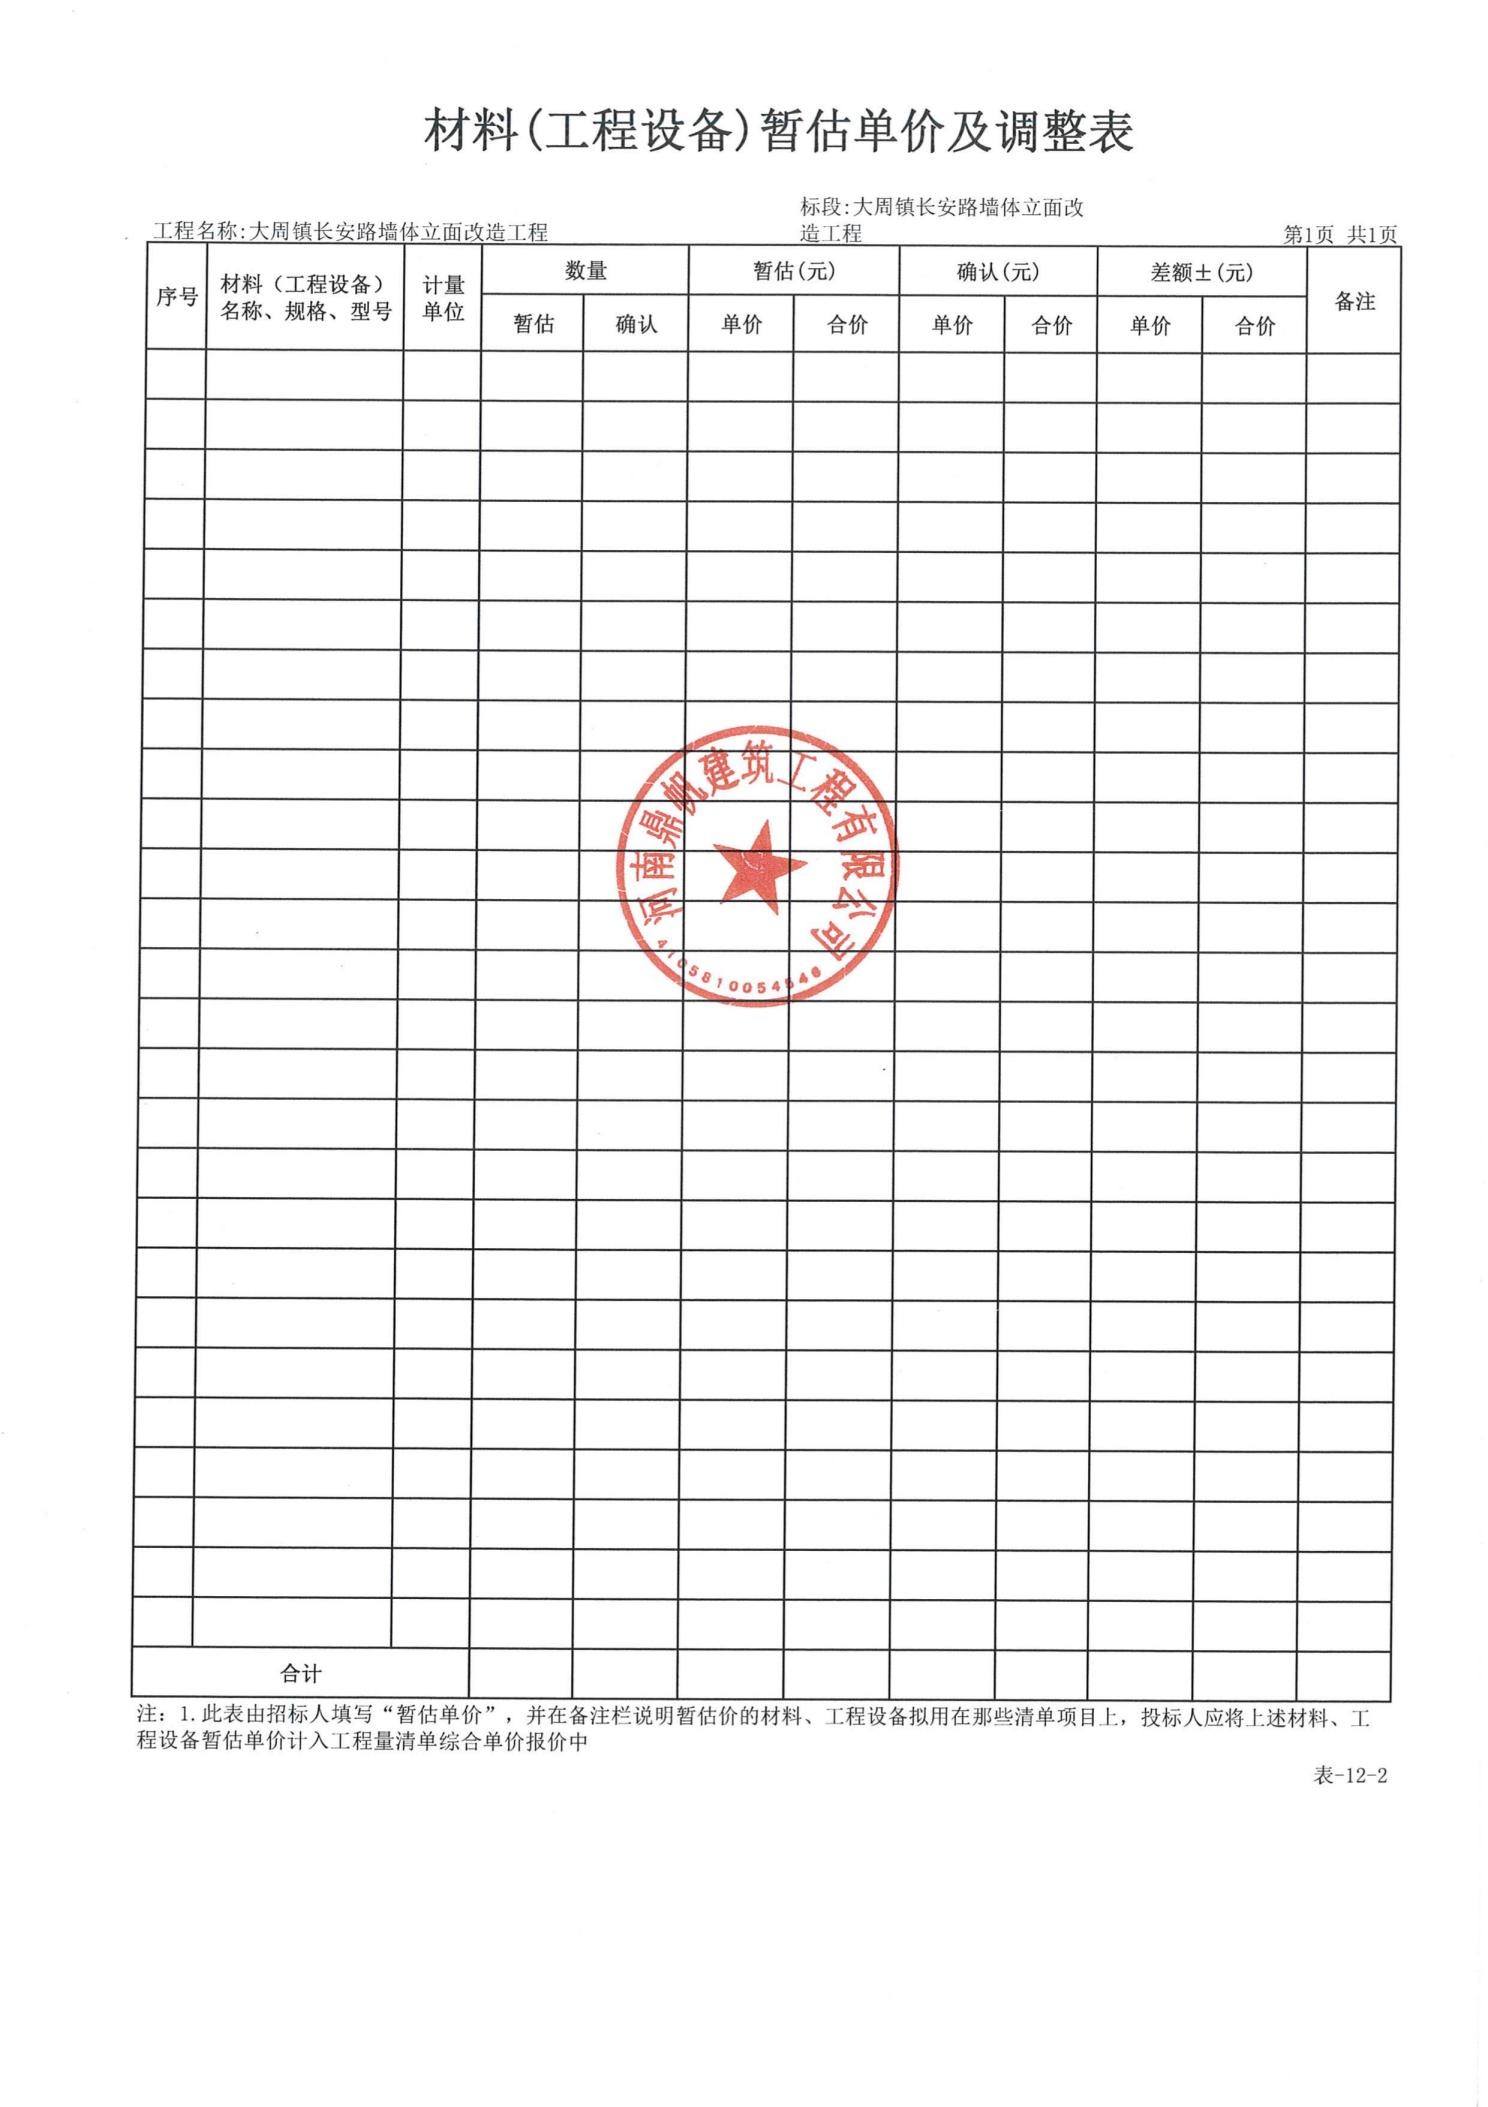 材料(工程设备)暂估单价及调整表
工程名称:大周镇长安路墙体立面改造工程
标段:大周镇长安路墙体立面改
造工程
第1页 共1页
序号
材料（工程设备）
名称、规格、型号
计量
单位
数量
暂估(元)
确认(元)
差额±(元)
备注
暂估
确认
单价
合价
单价
合价
单价
合价
河南鼎帆建筑工程有限公司
4105810054546
合计
注：1.此表由招标人填写“暂估单价”，并在备注栏说明暂估价的材料、工程设备拟用在那些清单项目上，投标人应将上述材料、工
程设备暂估单价计入工程量清单综合单价报价中
表-12-2